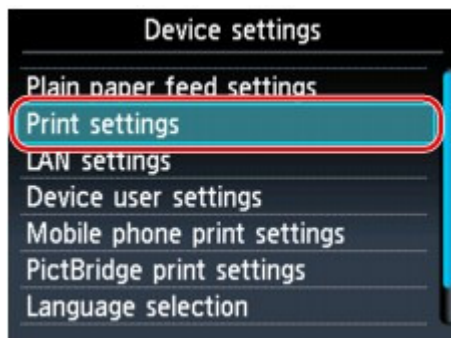 Device settings
Plain paper feed settings
Print settings
LAN settings
Device user settings
Mobile phone print settings
PictBridge print settings
Language selection